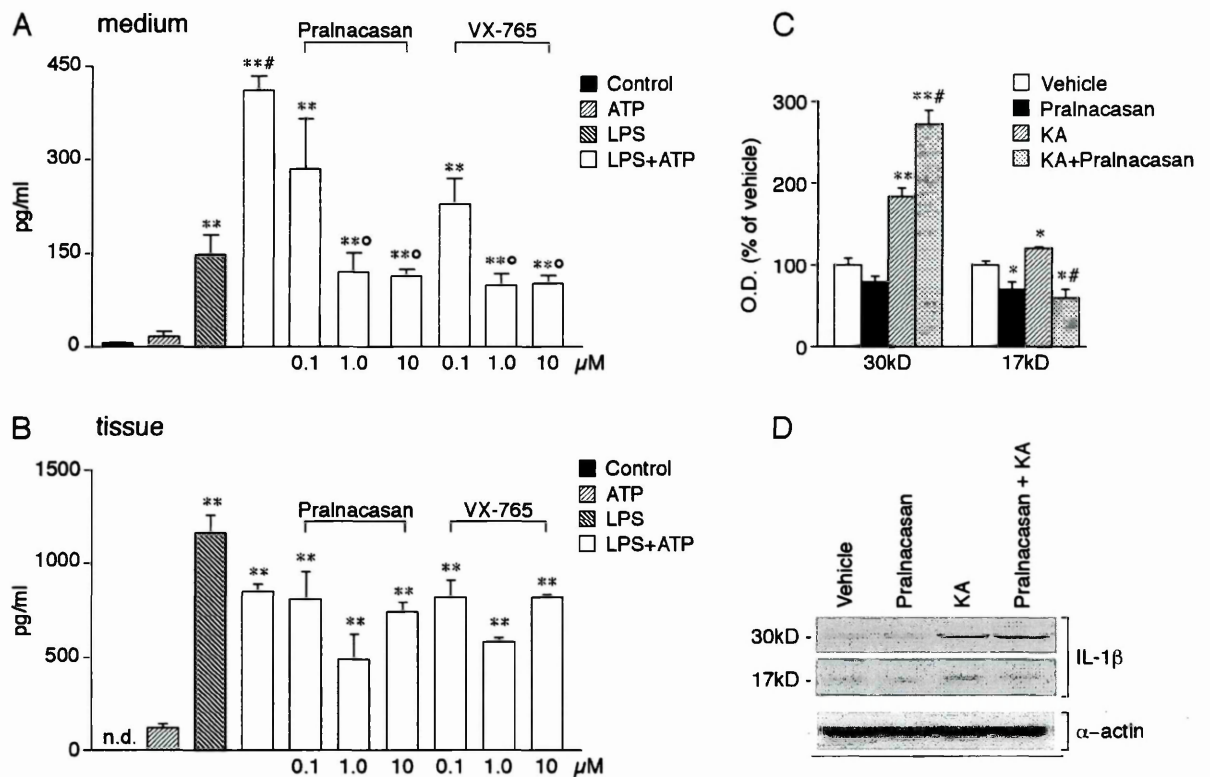 A medium
Pralnacasan VX-765
450
300
150
0
pg/ml
**
**#
**
**o
**o
**
**o
**o
0.1 1.0 10 0.1 1.0 10 µM
Control
ATP
LPS
LPS+ATP
B tissue
Pralnacasan VX-765
1500
1000
500
0
pg/ml
n.d.
**
**
**
**
**
**
**
**
0.1 1.0 10 0.1 1.0 10 µM
Control
ATP
LPS
LPS+ATP
C
Vehicle
Pralnacasan
KA
KA+Pralnacasan
300
200
100
0
O.D. (% of vehicle)
**
**#
*
*
*#
30kD 17kD
D
Vehicle
Pralnacasan
KA
Pralnacasan + KA
30kD -
17kD -
IL-1β
α–actin